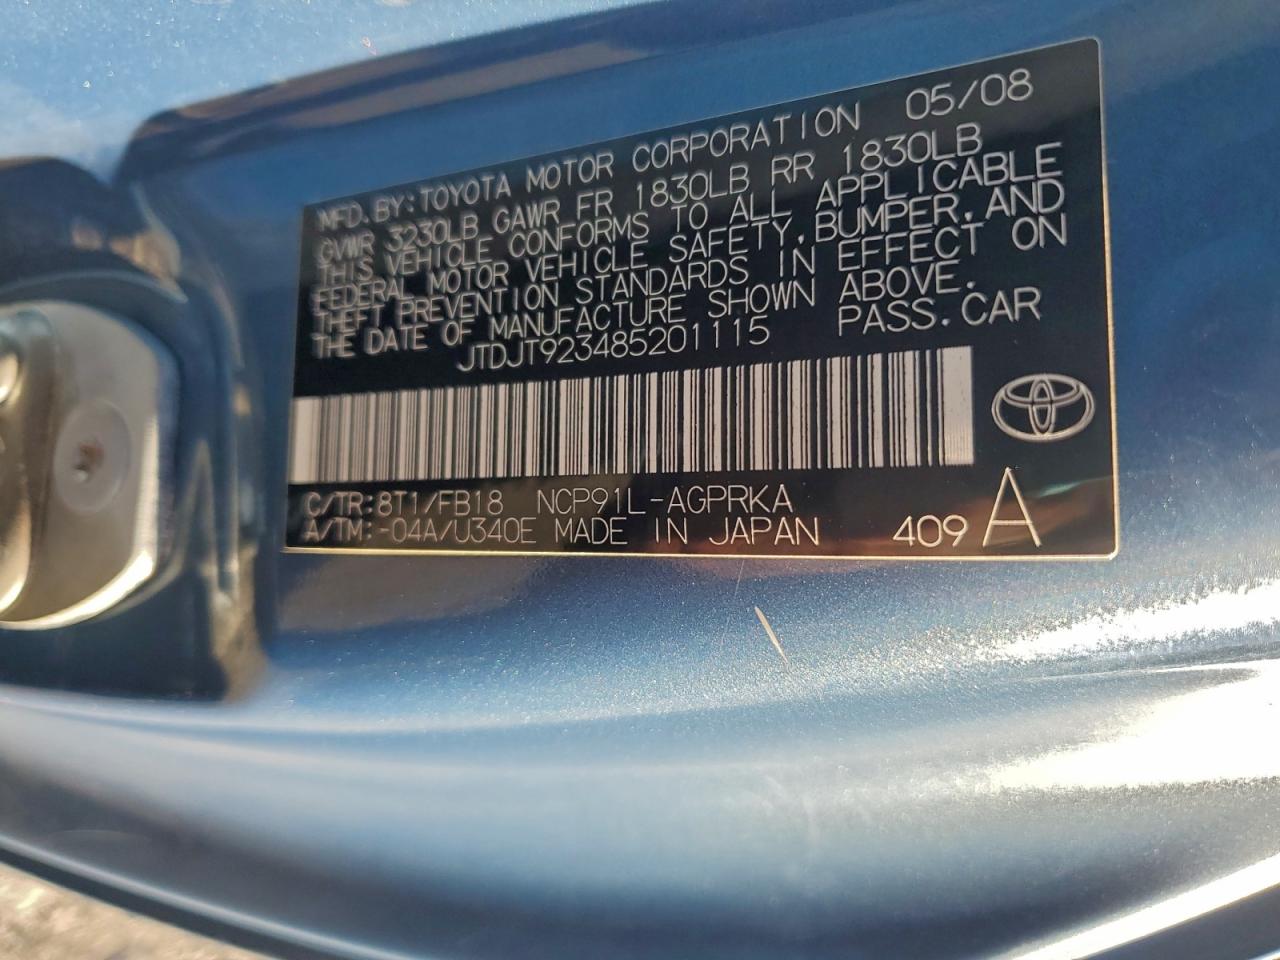 MFD. BY: TOYOTA MOTOR CORPORATION 05/08
GVWR 3230LB GAWR FR 1830LB RR 1830LB
THIS VEHICLE CONFORMS TO ALL APPLICABLE
FEDERAL MOTOR VEHICLE SAFETY, BUMPER, AND
THEFT PREVENTION STANDARDS IN EFFECT ON
THE DATE OF MANUFACTURE SHOWN ABOVE.
JTDJT923485201115 PASS. CAR
C/TR: 8T1/FB18 NCP91L-AGPRKA
A/TM: -04A/U340E MADE IN JAPAN 409 A